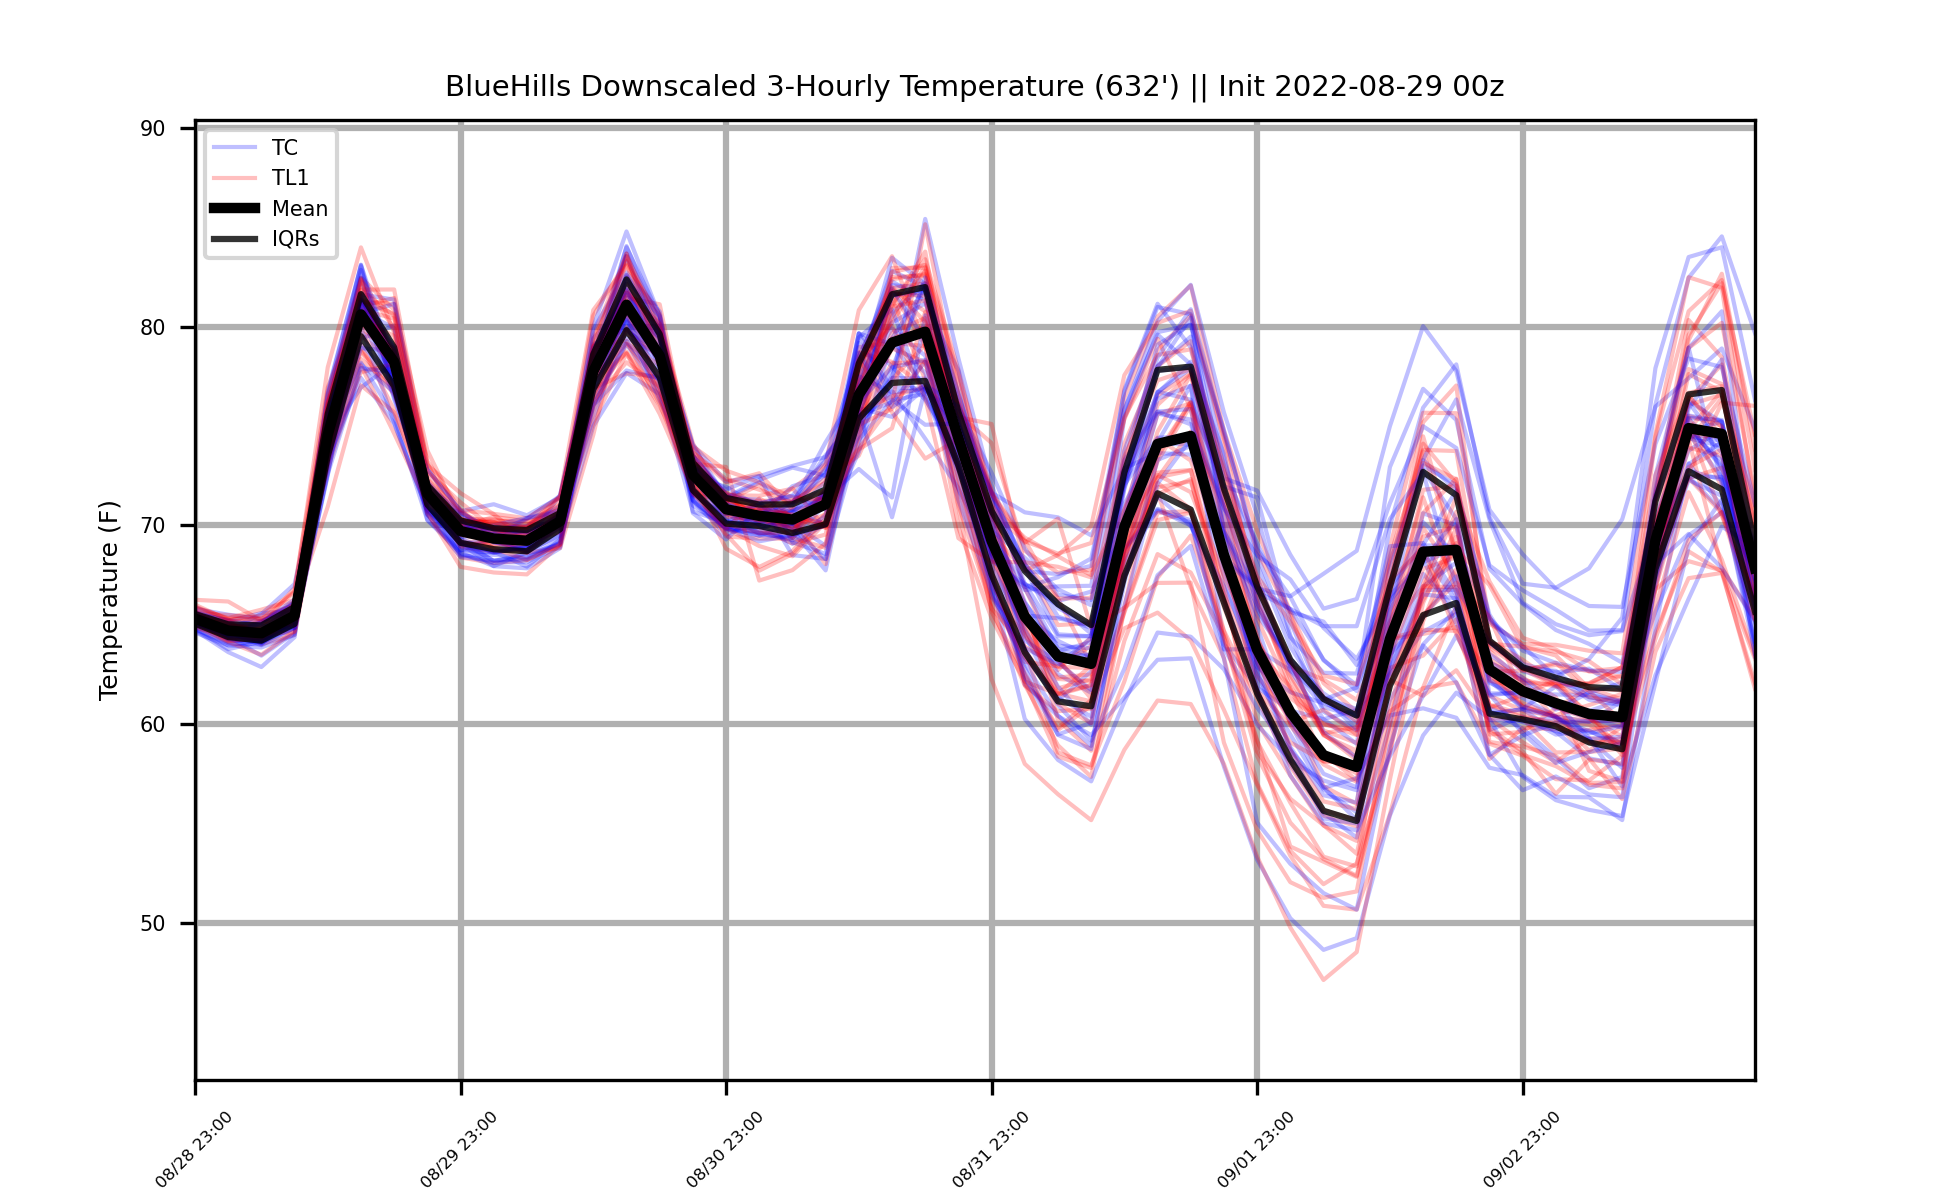 BlueHills Downscaled 3-Hourly Temperature (632') || Init 2022-08-29 00z
TC
TL1
Mean
IQRs
Temperature (F)
90
80
70
60
50
08/28 23:00
08/29 23:00
08/30 23:00
08/31 23:00
09/01 23:00
09/02 23:00